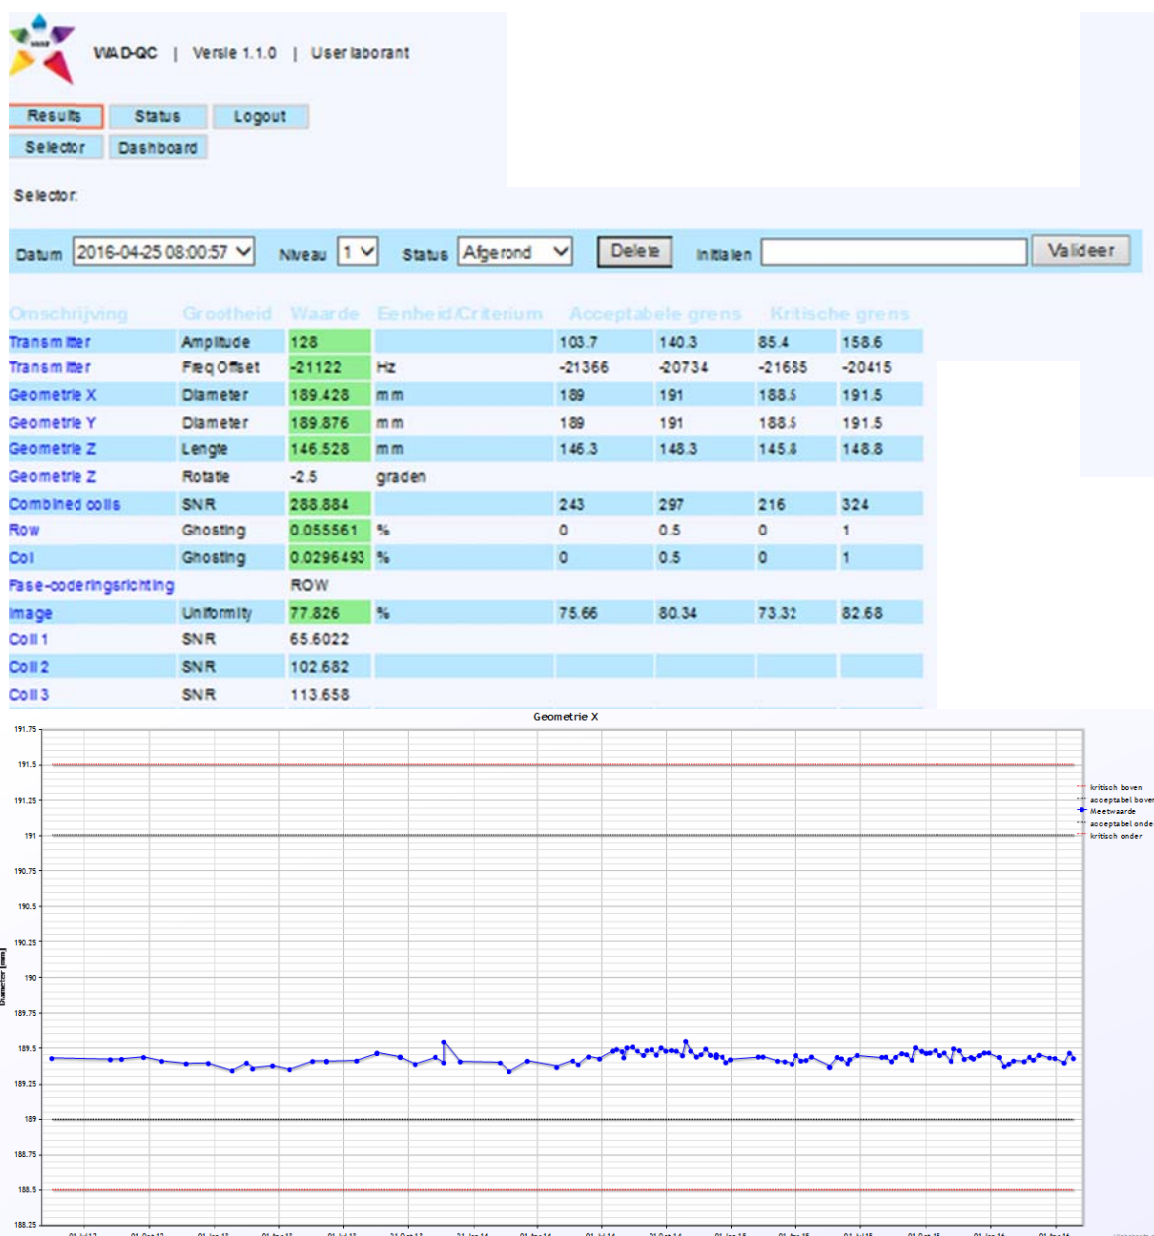 WAD-QC | Versie 1.1.0 | User laborant
Results Status Logout
Selector Dashboard
Selector:
Datum 2016-04-25 08:00:57 Niveau 1 Status Afgerond Delete Initialen Valideer
Omschrijving Grootheid Waarde Eenheid/Criterium Acceptabele grens Kritische grens
Transmitter Amplitude 128 103.7 140.3 85.4 158.6
Transmitter Freq Offset -21122 Hz -21366 -20734 -21685 -20415
Geometrie X Diameter 189.428 mm 189 191 188.5 191.5
Geometrie Y Diameter 189.876 mm 189 191 188.5 191.5
Geometrie Z Lengte 146.528 mm 146.3 148.3 145.8 148.8
Geometrie Z Rotatie -2.5 graden
Combined coils SNR 288.884 243 297 216 324
Row Ghosting 0.055561 % 0 0.5 0 1
Col Ghosting 0.0296493 % 0 0.5 0 1
Fase-coderingsrichting ROW
Image Uniformity 77.826 % 75.66 80.34 73.32 82.68
Coil 1 SNR 65.6022
Coil 2 SNR 102.682
Coil 3 SNR 113.658
Geometrie X
191.75
191.5
191.25
191
190.75
190.5
190.25
190
189.75
189.5
189.25
189
188.75
188.5
188.25
Diameter [mm]
kritisch boven
acceptabel boven
Meetwaarde
acceptabel onder
kritisch onder